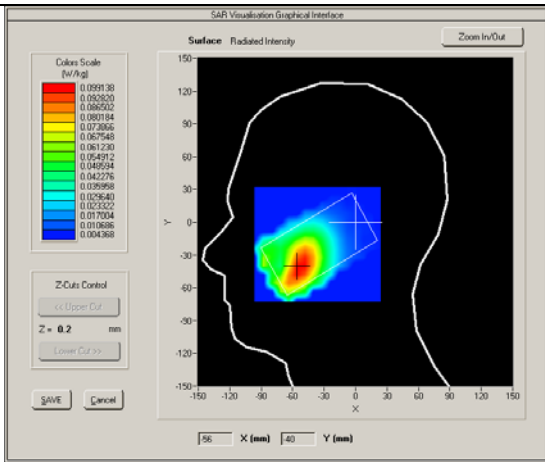 SAR Visualisation Graphical Interface
Surface Radiated Intensity
Zoom In/Out
Colors Scale
(W/kg)
0.099138
0.092820
0.086502
0.080184
0.073866
0.067548
0.061230
0.054912
0.048594
0.042276
0.035958
0.029640
0.023322
0.017004
0.010686
0.004368
Z-Cuts Control
<< Upper Cut
Z = 0.2 mm
Lower Cut >>
SAVE Cancel
150
120
90
60
30
0
-30
-60
-90
-120
-150
Y
-150 -120 -90 -60 -30 0 30 60 90 120 150
X
-56 X (mm) -40 Y (mm)